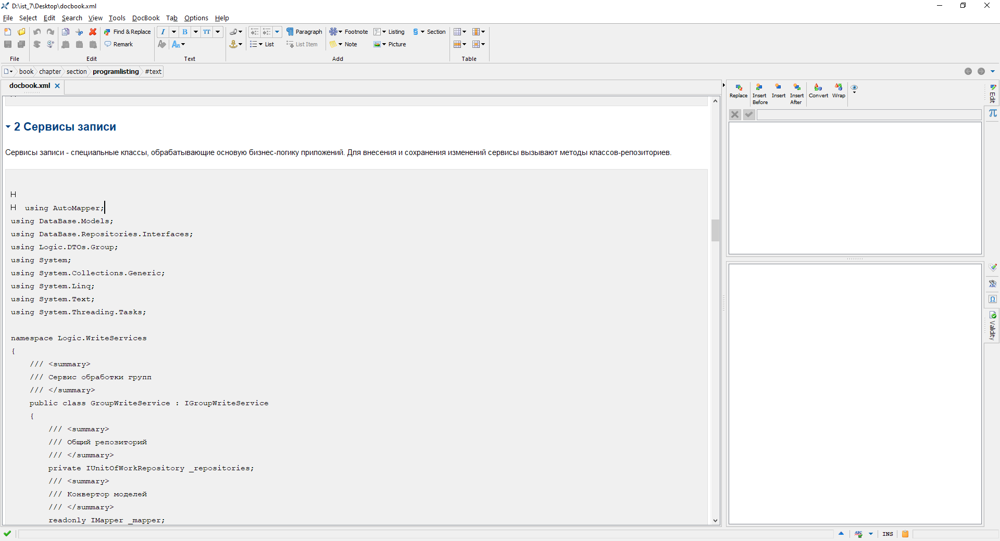 D:\ist_7\Desktop\docbook.xml
File Select Edit Search View Tools DocBook Tab Options Help
Find & Replace I B TT Paragraph Footnote Listing § Section
Remark Aa List List Item Note Picture
File Edit Text Add Table
book chapter section programlisting #text
docbook.xml
Replace Insert Before Insert Insert After Convert Wrap
Edit
π
2 Сервисы записи
Сервисы записи - специальные классы, обрабатывающие основую бизнес-логику приложений. Для внесения и сохранения изменений сервисы вызывают методы классов-репозиториев.
using AutoMapper;
using DataBase.Models;
using DataBase.Repositories.Interfaces;
using Logic.DTOs.Group;
using System;
using System.Collections.Generic;
using System.Linq;
using System.Text;
using System.Threading.Tasks;
namespace Logic.WriteServices
{
/// <summary>
/// Сервис обработки групп
/// </summary>
public class GroupWriteService : IGroupWriteService
{
/// <summary>
/// Общий репозиторий
/// </summary>
private IUnitOfWorkRepository _repositories;
/// <summary>
/// Конвертор моделей
/// </summary>
readonly IMapper _mapper;
ABC
Ω
Validity
ABC INS